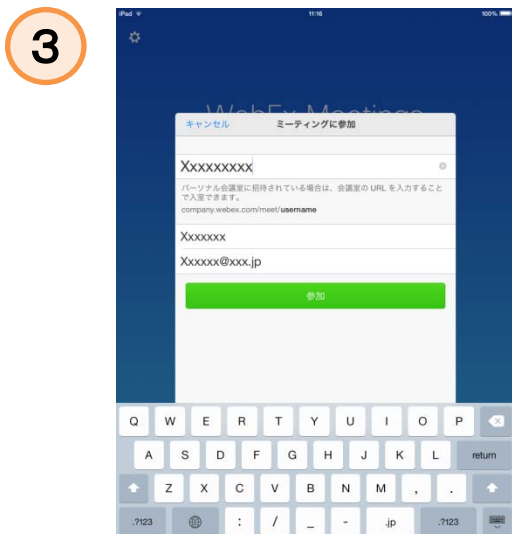 3
iPad 11:16 100%
WebEx Meetings
キャンセル ミーティングに参加
Xxxxxxxxx
パーソナル会議室に招待されている場合は、会議室の URL を入力すること
で入室できます。
company.webex.com/meet/username
Xxxxxxx
Xxxxxx@xxx.jp
参加
Q W E R T Y U I O P
A S D F G H J K L return
Z X C V B N M , .
.?123 : / _ - .jp .?123